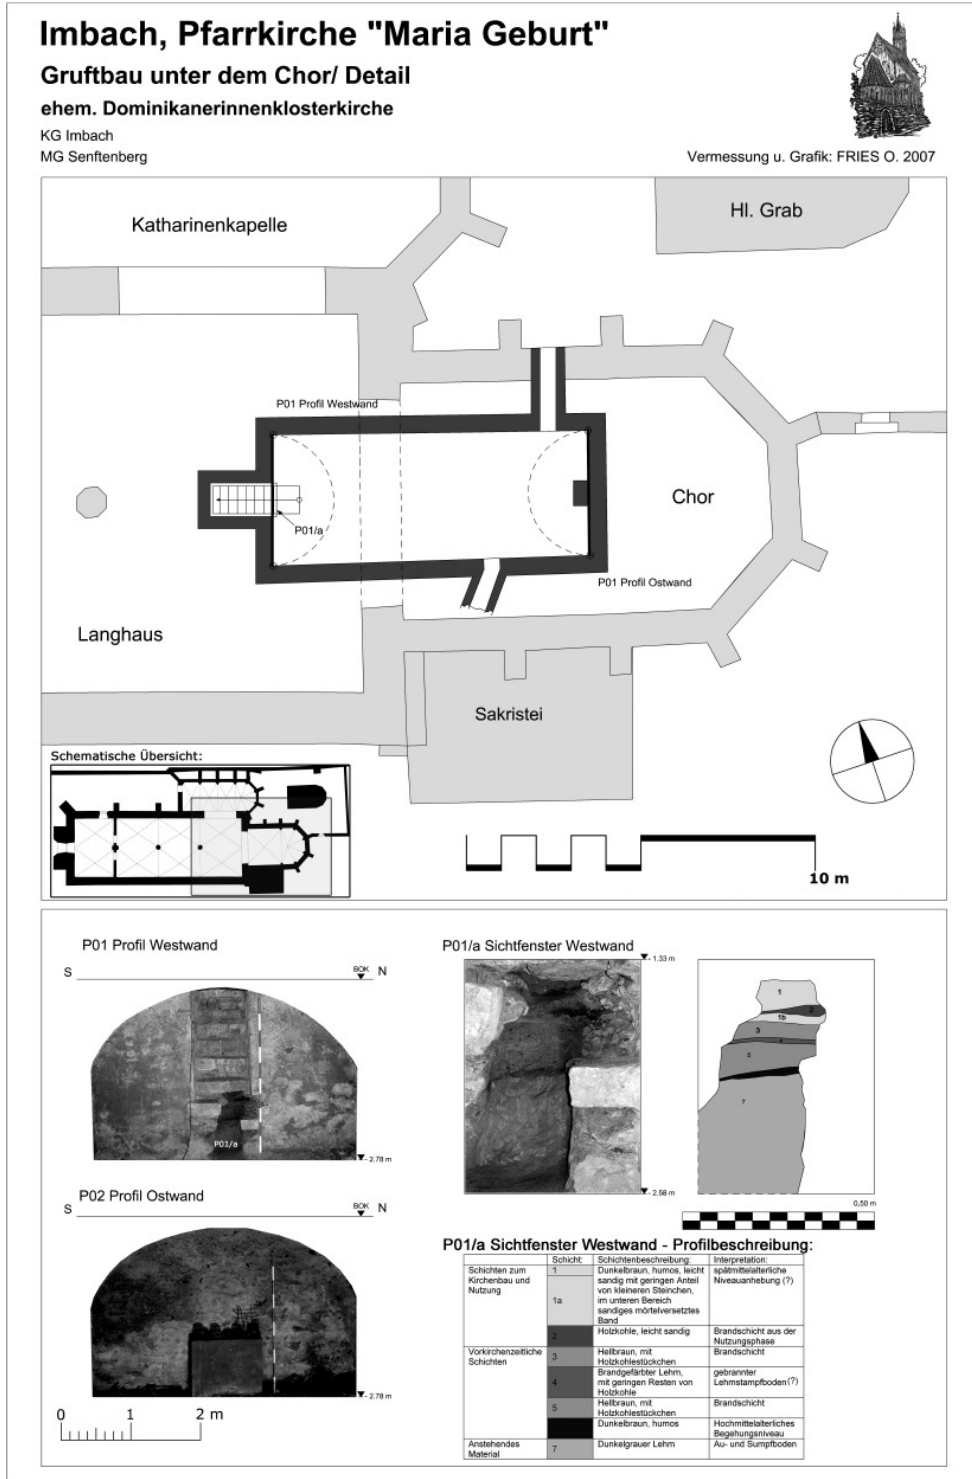 Imbach, Pfarrkirche "Maria Geburt"
Gruftbau unter dem Chor/ Detail
ehem. Dominikanerinnenklosterkirche
KG Imbach
MG Senftenberg
Vermessung u. Grafik: FRIES O. 2007
Katharinenkapelle
Hl. Grab
P01 Profil Westwand
Chor
P01/a
P01 Profil Ostwand
Langhaus
Sakristei
Schematische Übersicht:
10 m
P01 Profil Westwand
S
BOK
N
P01/a
- 2.78 m
P02 Profil Ostwand
S
BOK
N
- 2.78 m
0 1 2 m
P01/a Sichtfenster Westwand
- 1.33 m
- 2.58 m
1
2
1b
3
5
7
0,50 m
P01/a Sichtfenster Westwand - Profilbeschreibung:
Schicht: Schichtenbeschreibung: Interpretation:
Schichten zum
Kirchenbau und
Nutzung
1
1a
Dunkelbraun, humos, leicht
sandig mit geringen Anteil
von kleineren Steinchen,
im unteren Bereich
sandiges mörtelversetztes
Band
spätmittelalterliche
Niveauanhebung (?)
2
Holzkohle, leicht sandig
Brandschicht aus der
Nutzungsphase
Vorkirchenzeitliche
Schichten
3
Hellbraun, mit
Holzkohlestückchen
Brandschicht
4
Brandgefärbter Lehm,
mit geringen Resten von
Holzkohle
gebrannter
Lehmstampfboden(?)
5
Hellbraun, mit
Holzkohlestückchen
Brandschicht
Dunkelbraun, humos
Hochmittelalterliches
Begehungsniveau
Anstehendes
Material
7
Dunkelgrauer Lehm
Au- und Sumpfboden